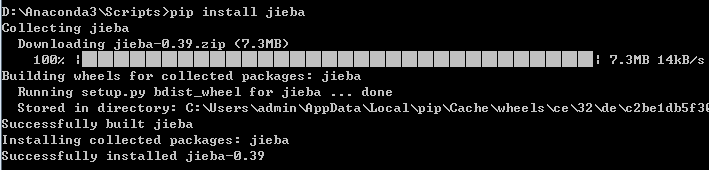 D:\Anaconda3\Scripts>pip install jieba
Collecting jieba
Downloading jieba-0.39.zip (7.3MB)
100% |████████████████████████████████| 7.3MB 14kB/s
Building wheels for collected packages: jieba
Running setup.py bdist_wheel for jieba ... done
Stored in directory: C:\Users\admin\AppData\Local\pip\Cache\wheels\ce\32\de\c2be1db5f30
Successfully built jieba
Installing collected packages: jieba
Successfully installed jieba-0.39